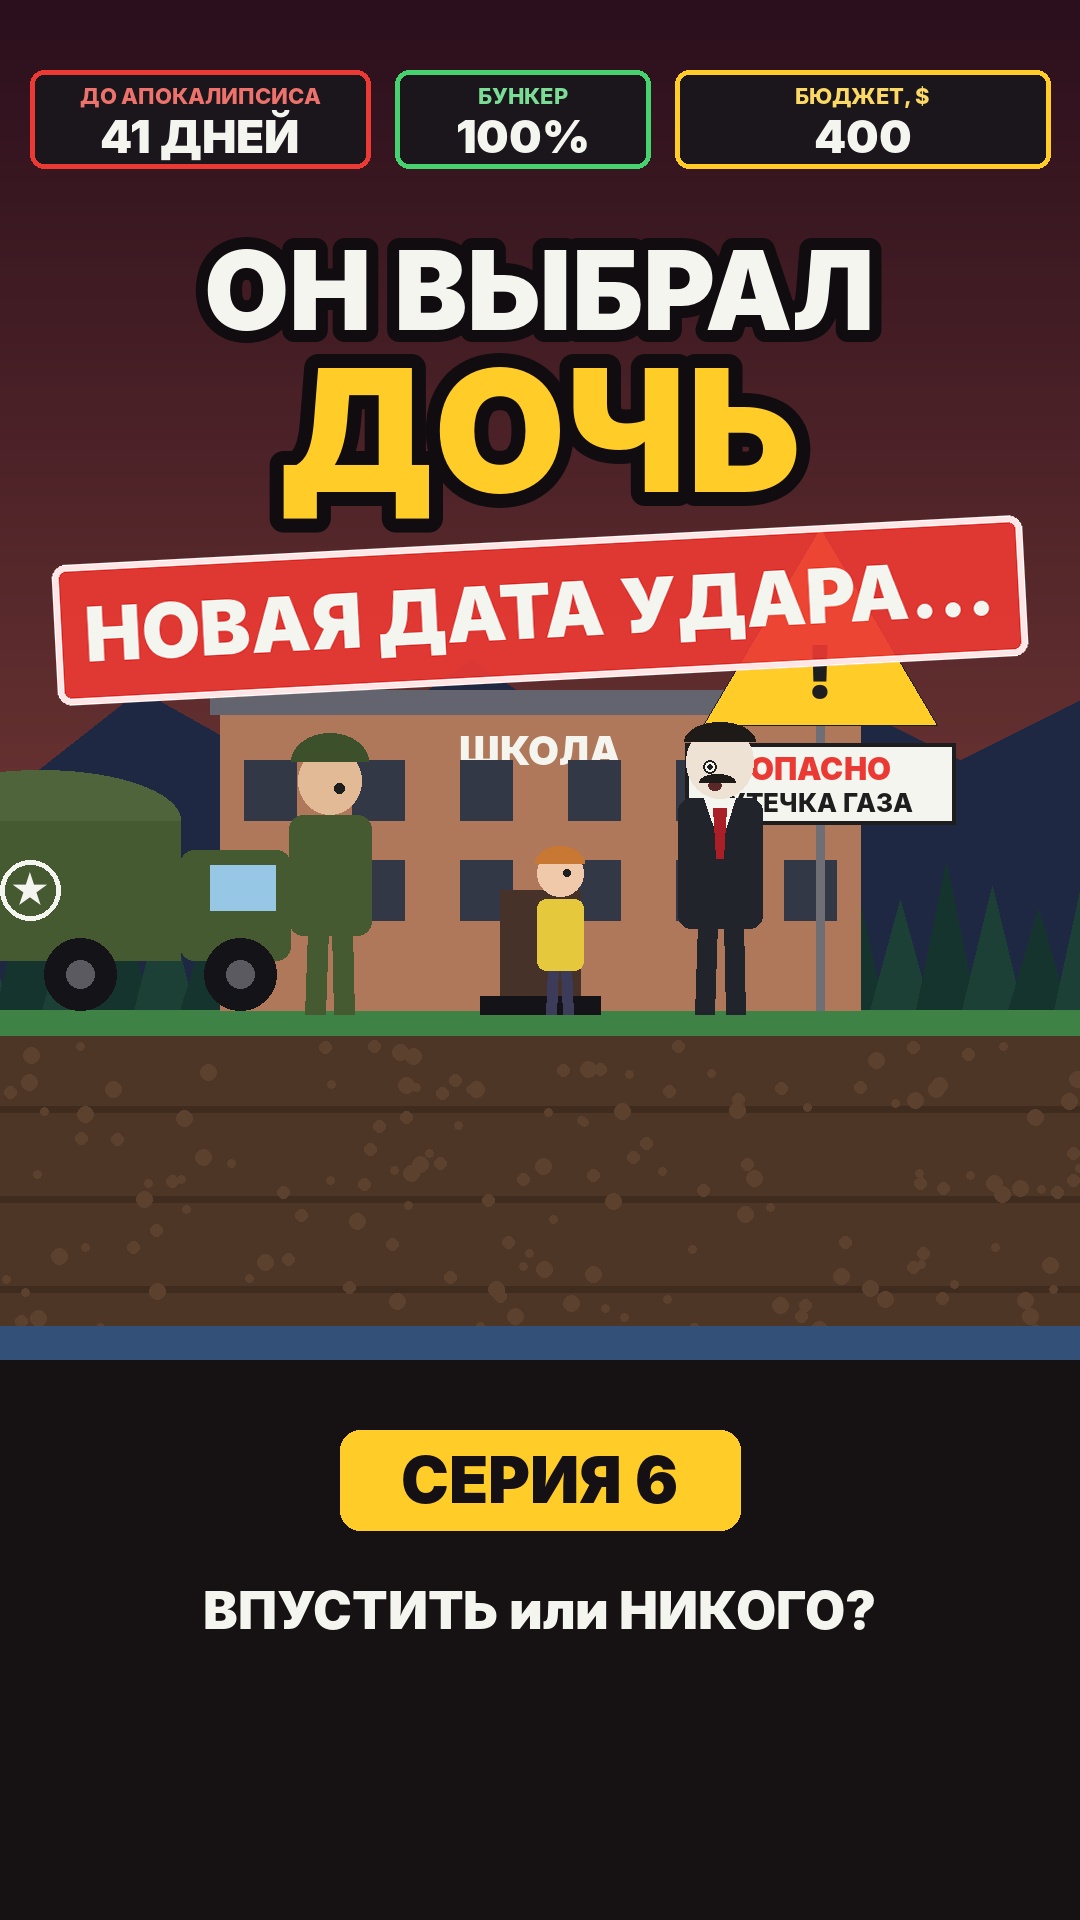 ДО АПОКАЛИПСИСА
41 ДНЕЙ
БУНКЕР
100%
БЮДЖЕТ, $
400
ОН ВЫБРАЛ
ДОЧЬ
НОВАЯ ДАТА УДАРА...
!
ШКОЛА
ОПАСНО
УТЕЧКА ГАЗА
СЕРИЯ 6
ВПУСТИТЬ или НИКОГО?